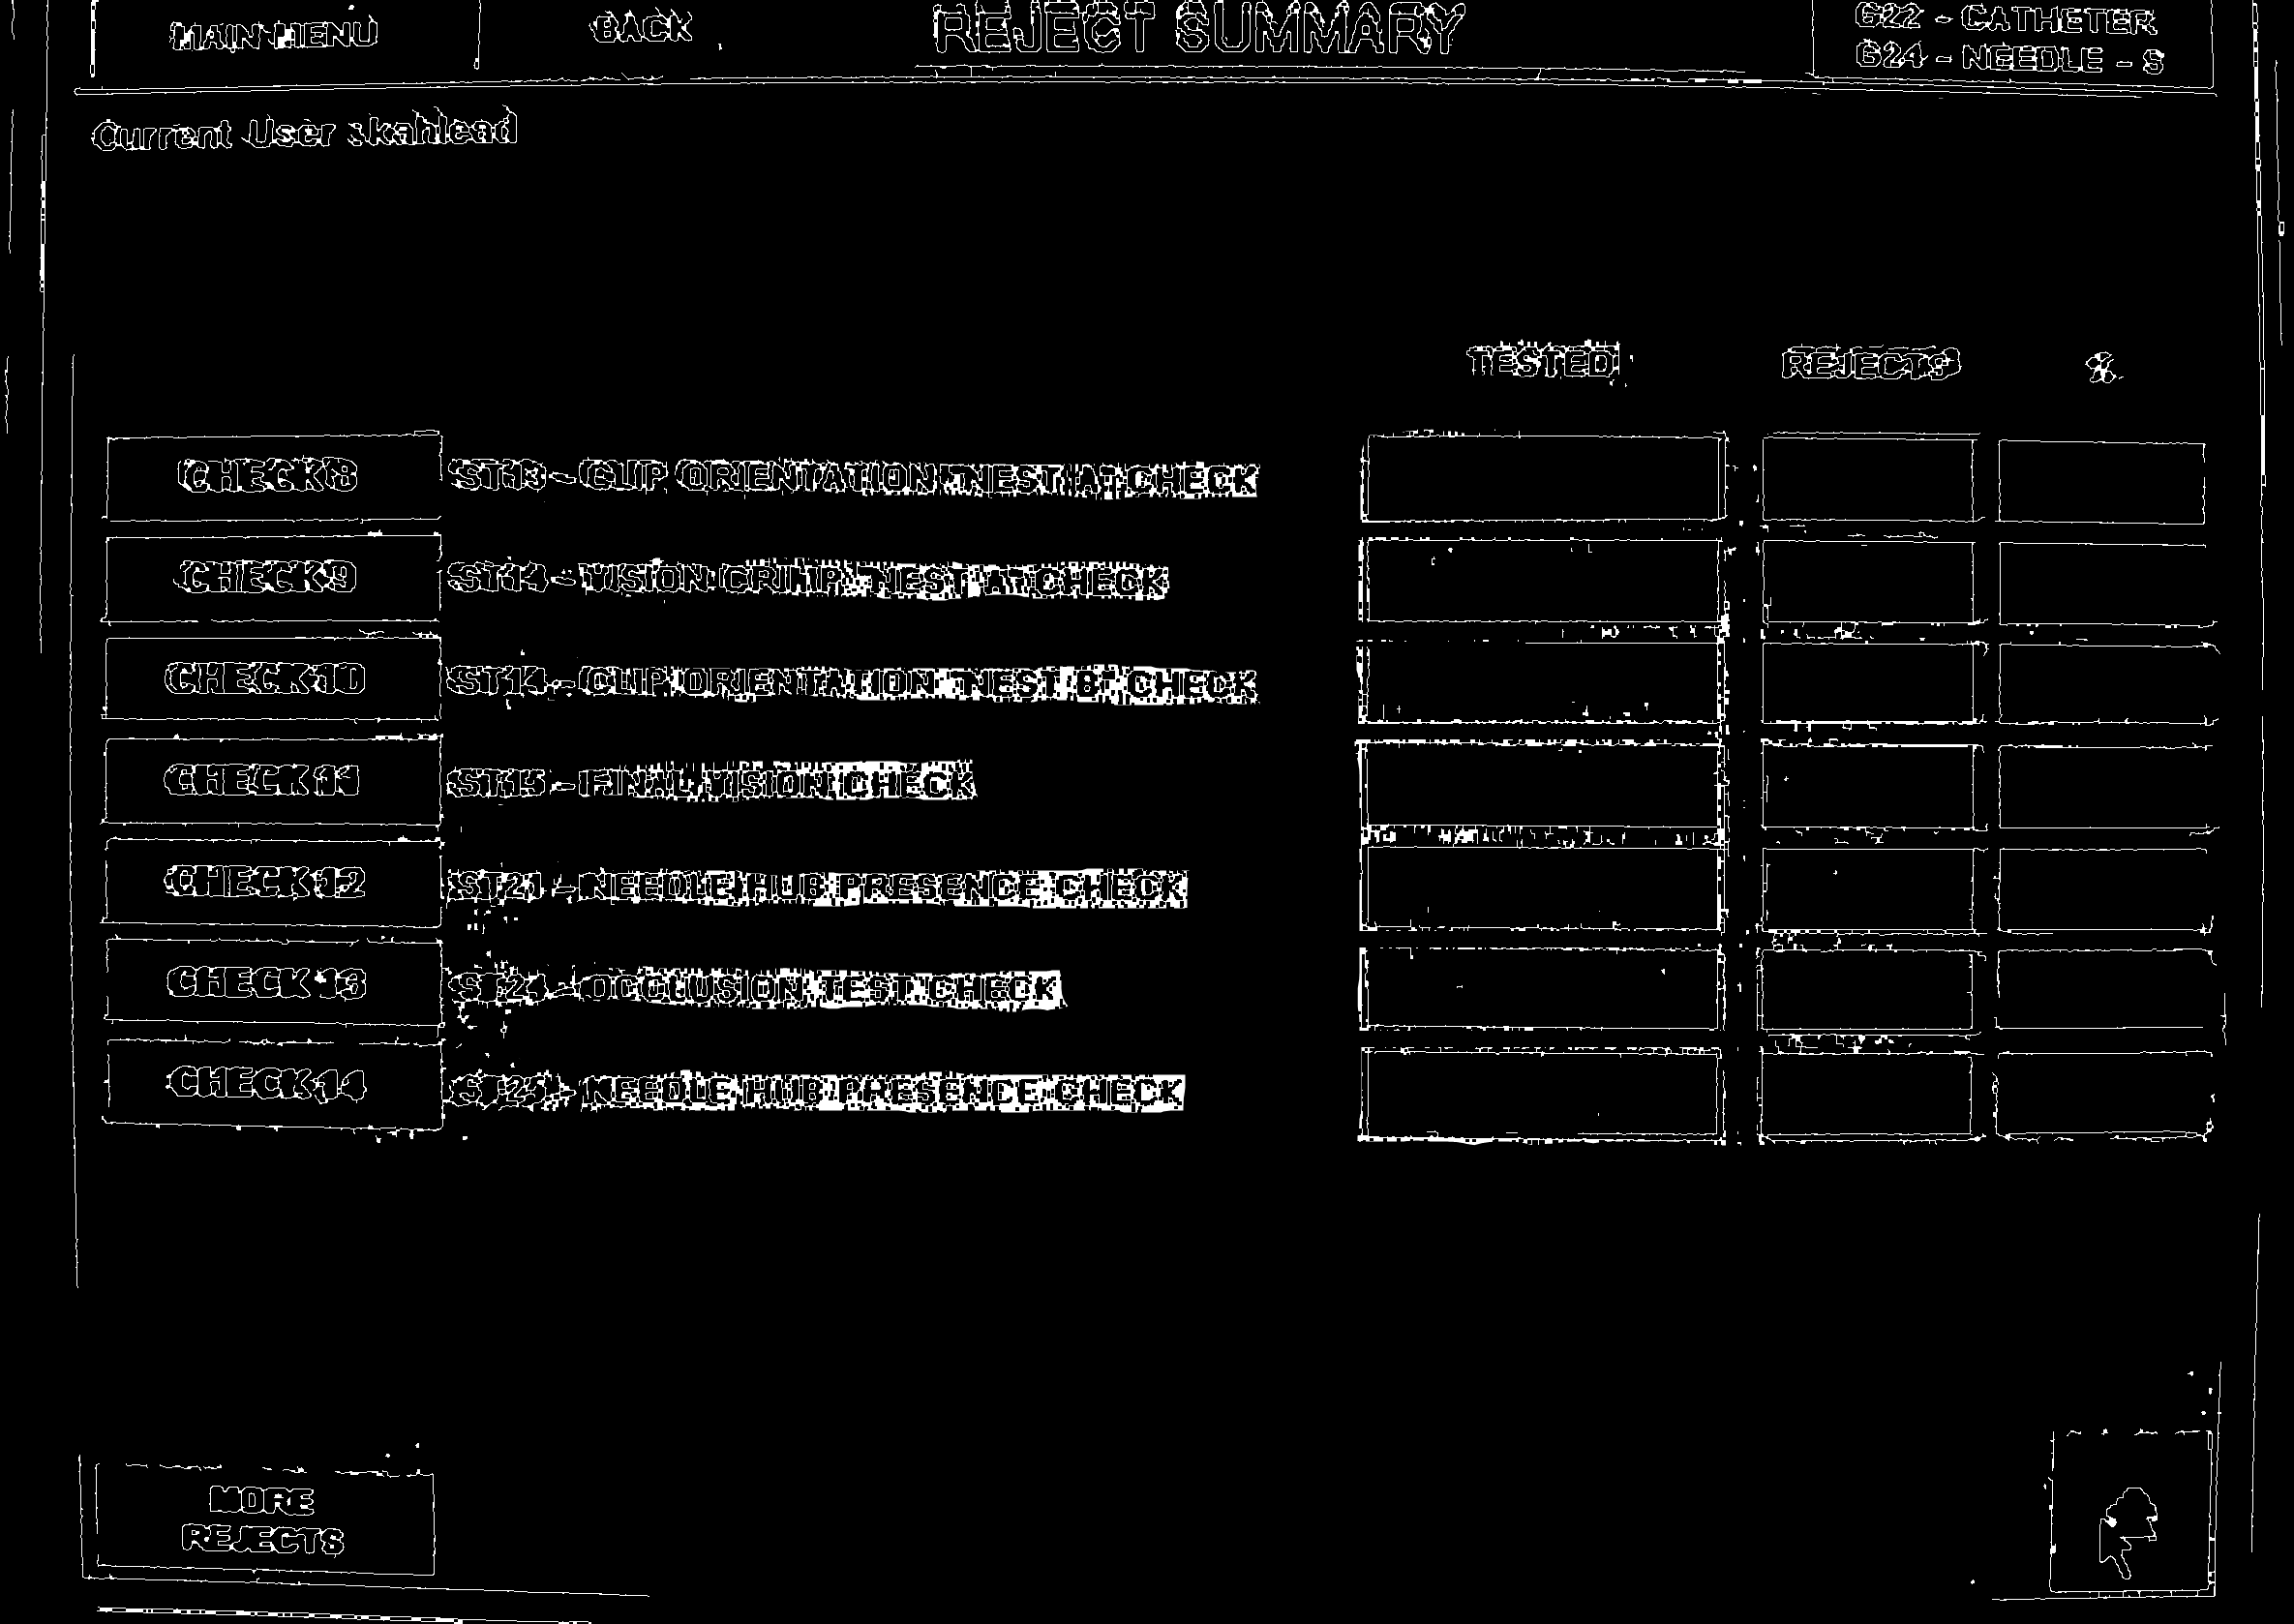 MAIN MENU
BACK
REJECT SUMMARY
G22 - CATHETER
G24 - NEEDLE - S
Current User skahlead
TESTED REJECTS %
CHECK 8 ST13 - CLIP ORIENTATION "NEST A" CHECK
CHECK 9 ST14 - VISION CRIMP "NEST A" CHECK
CHECK 10 ST14 - CLIP ORIENTATION "NEST B" CHECK
CHECK 11 ST15 - FINAL VISION CHECK
CHECK 12 ST21 - NEEDLE HUB PRESENCE CHECK
CHECK 13 ST24 - OCCLUSION TEST CHECK
CHECK 14 ST25 - NEEDLE HUB PRESENCE CHECK
MORE
REJECTS